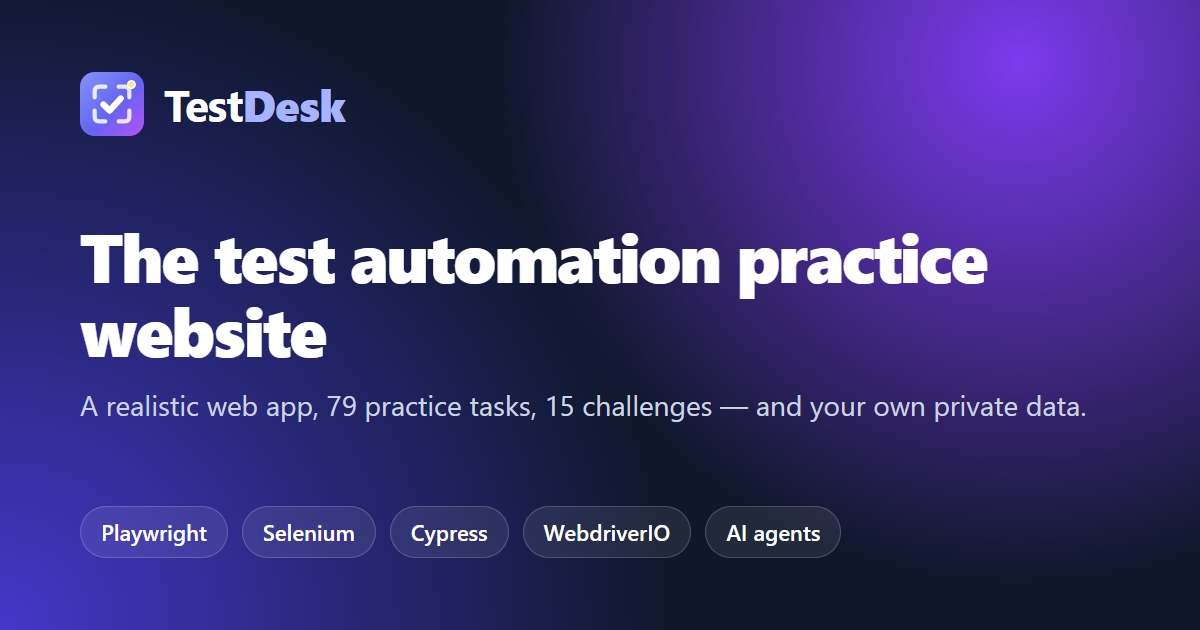 TestDesk
The test automation practice
website
A realistic web app, 79 practice tasks, 15 challenges — and your own private data.
Playwright
Selenium
Cypress
WebdriverIO
AI agents